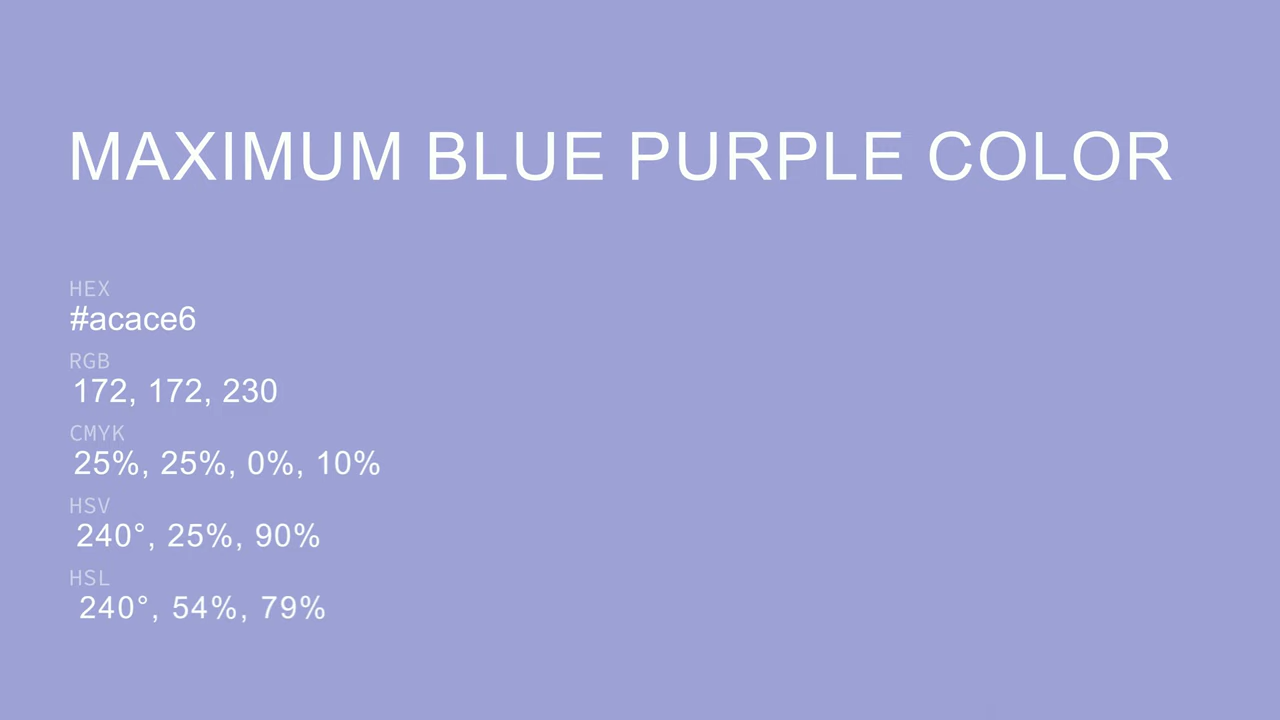 MAXIMUM BLUE PURPLE COLOR
HEX
#acace6
RGB
172, 172, 230
CMYK
25%, 25%, 0%, 10%
HSV
240°, 25%, 90%
HSL
240°, 54%, 79%